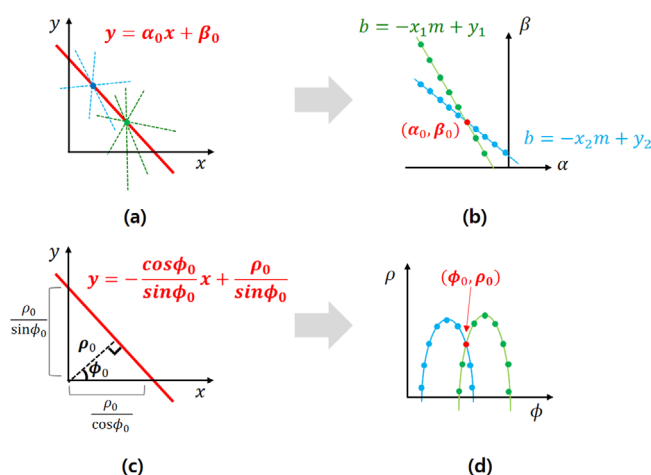 y
y = α₀x + β₀
x
(a)
b = −x₁m + y₁
β
(α₀, β₀)
b = −x₂m + y₂
α
(b)
y
y = −cosϕ₀/sinϕ₀ x + ρ₀/sinϕ₀
ρ₀/sinϕ₀
ρ₀
ϕ₀
x
ρ₀/cosϕ₀
(c)
ρ
(ϕ₀, ρ₀)
ϕ
(d)